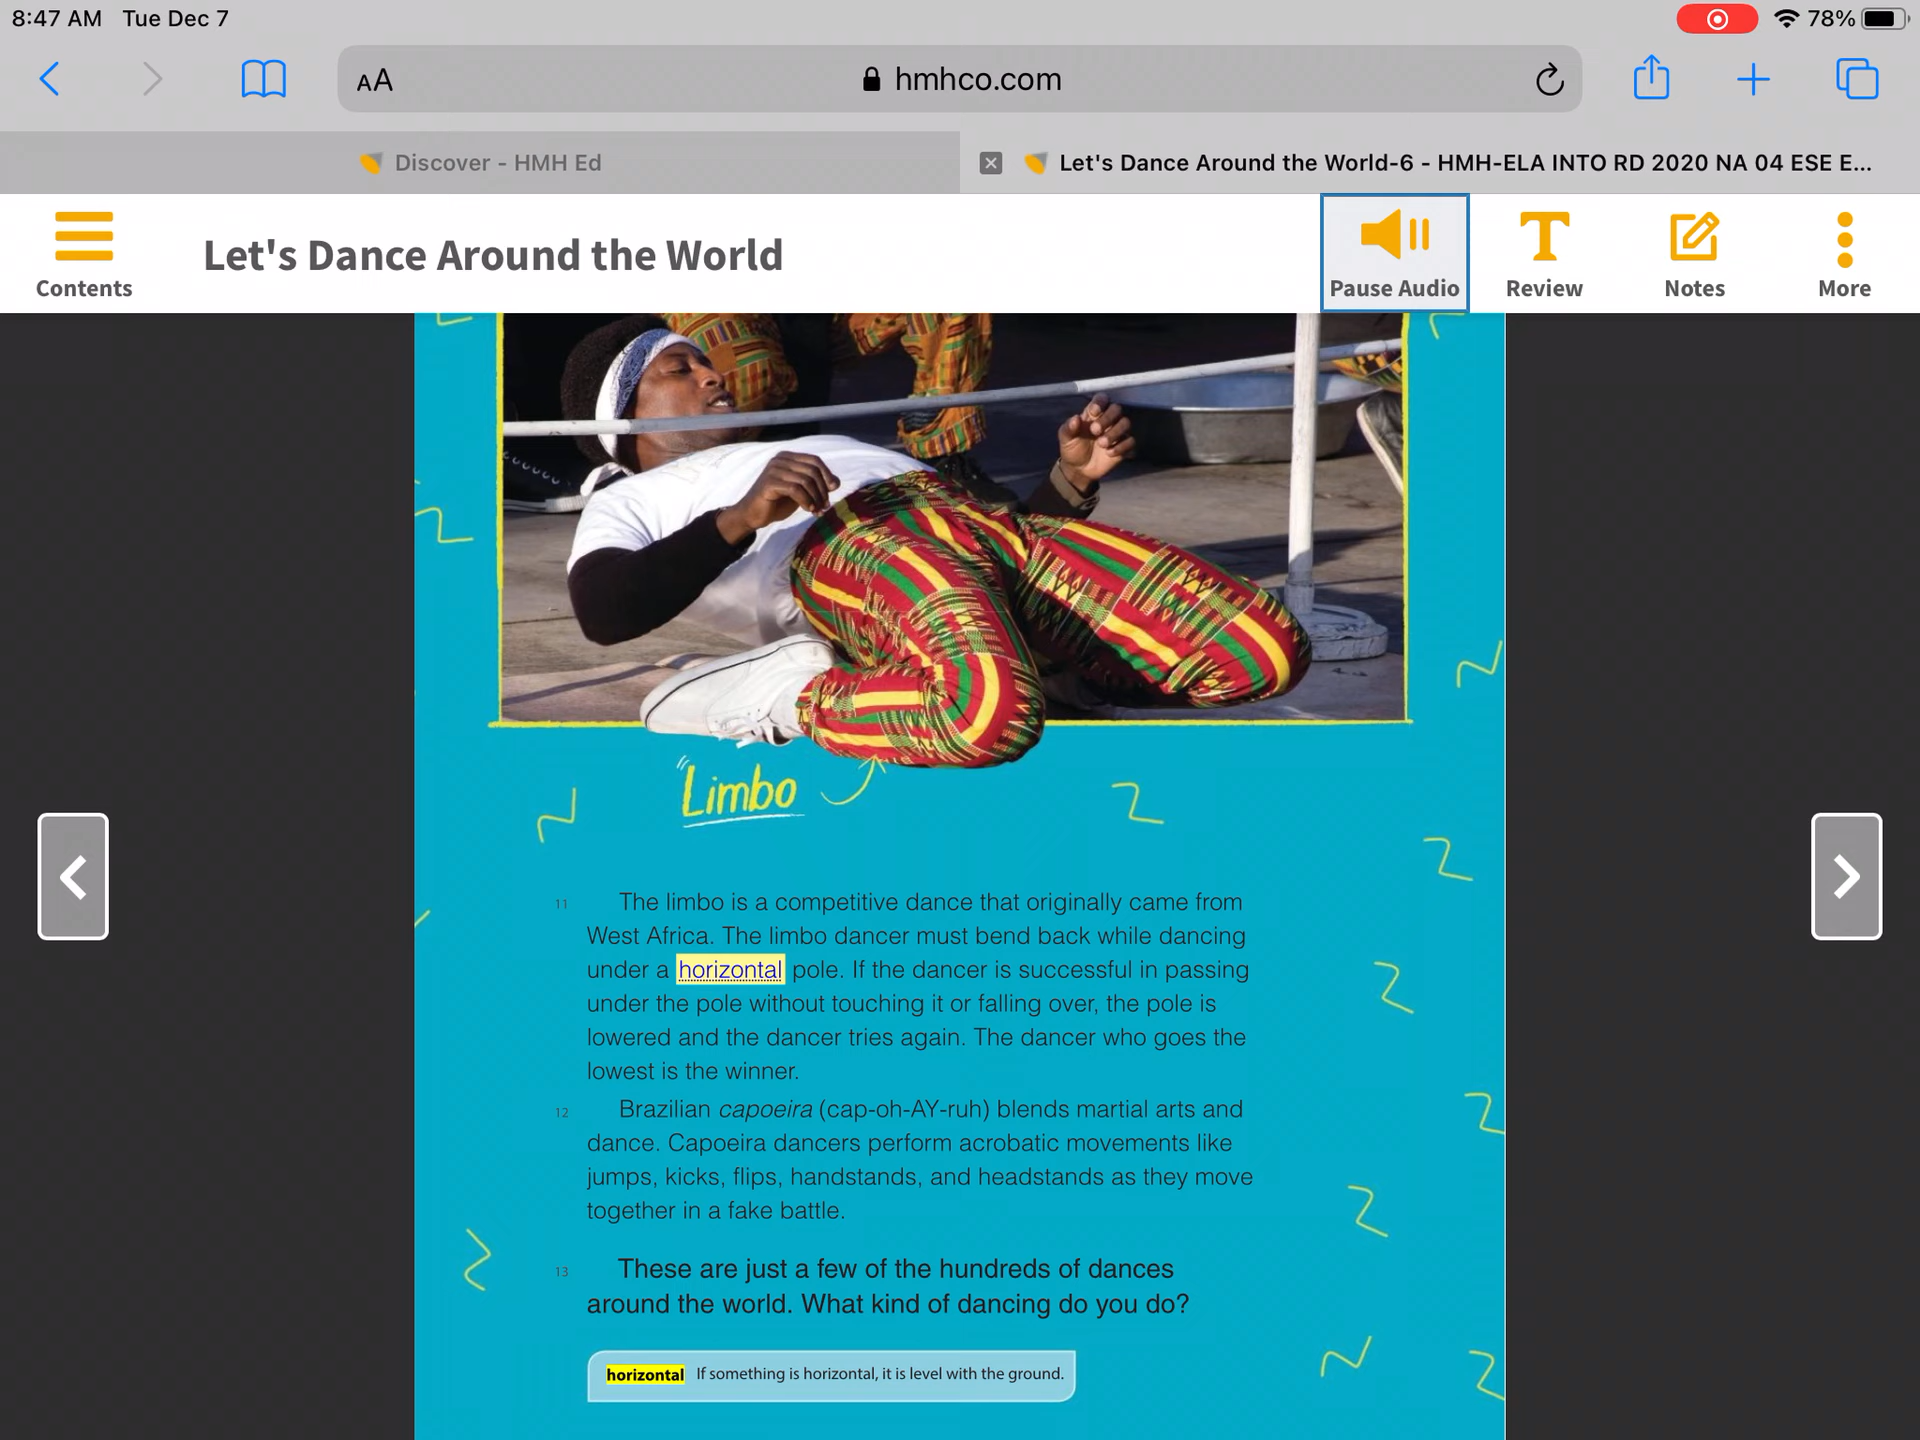 8:47 AM Tue Dec 7
78%
AA
hmhco.com
Discover - HMH Ed
Let's Dance Around the World-6 - HMH-ELA INTO RD 2020 NA 04 ESE E...
Contents
Let's Dance Around the World
Pause Audio
Review
Notes
More
Limbo
11 The limbo is a competitive dance that originally came from
West Africa. The limbo dancer must bend back while dancing
under a horizontal pole. If the dancer is successful in passing
under the pole without touching it or falling over, the pole is
lowered and the dancer tries again. The dancer who goes the
lowest is the winner.
12 Brazilian capoeira (cap-oh-AY-ruh) blends martial arts and
dance. Capoeira dancers perform acrobatic movements like
jumps, kicks, flips, handstands, and headstands as they move
together in a fake battle.
13 These are just a few of the hundreds of dances
around the world. What kind of dancing do you do?
horizontal If something is horizontal, it is level with the ground.